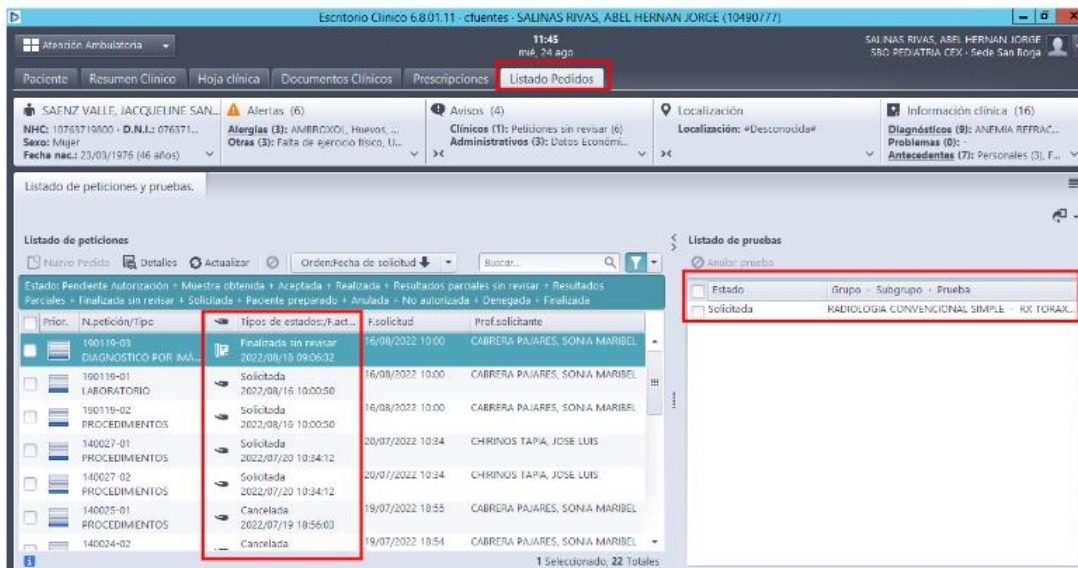 Escritorio Clinico 6.8.01.11 - cfuentes - SALINAS RIVAS, ABEL HERNAN JORGE (10490777)
Atención Ambulatoria
11:45
mié, 24 ago
SALINAS RIVAS, ABEL HERNAN JORGE
SBO PEDIATRIA CEX - Sede San Borja
Paciente Resumen Clínico Hoja clínica Documentos Clínicos Prescripciones Listado Pedidos
SAENZ VALLE, JACQUELINE SAN...
NHC: 10763719800 - D.N.I.: 076371...
Sexo: Mujer
Fecha nac.: 23/03/1976 (46 años)
Alertas (6)
Alergias (3): AMBROXOL, Huevos, ...
Otras (3): Falta de ejercicio físico, U...
Avisos (4)
Clínicos (1): Peticiones sin revisar (6)
Administrativos (3): Datos Económi...
Localización
Localización: #Desconocida#
Información clínica (16)
Diagnósticos (9): ANEMIA REFRAC...
Problemas (0): -
Antecedentes (7): Personales (3), F...
Listado de peticiones y pruebas.
Listado de peticiones
Nuevo Pedido Detalles Actualizar Orden:Fecha de solicitud Buscar...
Estado: Pendiente Autorización + Muestra obtenida + Aceptada + Realizada + Resultados parciales sin revisar + Resultados
Parciales + Finalizada sin revisar + Solicitada + Paciente preparado + Anulada + No autorizada + Denegada + Finalizada
Prior. N.petición/Tipo Tipos de estados:/F.act... F.solicitud Prof.solicitante
190119-03 Finalizada sin revisar 16/08/2022 10:00 CABRERA PAJARES, SONIA MARIBEL
DIAGNOSTICO POR IMÁ... 2022/08/18 09:06:32
190119-01 Solicitada 16/08/2022 10:00 CABRERA PAJARES, SONIA MARIBEL
LABORATORIO 2022/08/16 10:00:50
190119-02 Solicitada 16/08/2022 10:00 CABRERA PAJARES, SONIA MARIBEL
PROCEDIMIENTOS 2022/08/16 10:00:50
140027-01 Solicitada 20/07/2022 10:34 CHIRINOS TAPIA, JOSE LUIS
PROCEDIMIENTOS 2022/07/20 10:34:12
140027-02 Solicitada 20/07/2022 10:34 CHIRINOS TAPIA, JOSE LUIS
PROCEDIMIENTOS 2022/07/20 10:34:12
140025-01 Cancelada 19/07/2022 18:55 CABRERA PAJARES, SONIA MARIBEL
PROCEDIMIENTOS 2022/07/19 18:56:03
140024-02 Cancelada 19/07/2022 18:54 CABRERA PAJARES, SONIA MARIBEL
1 Seleccionado, 22 Totales
Listado de pruebas
Anular prueba
Estado Grupo - Subgrupo - Prueba
Solicitada RADIOLOGIA CONVENCIONAL SIMPLE - RX TORAX...